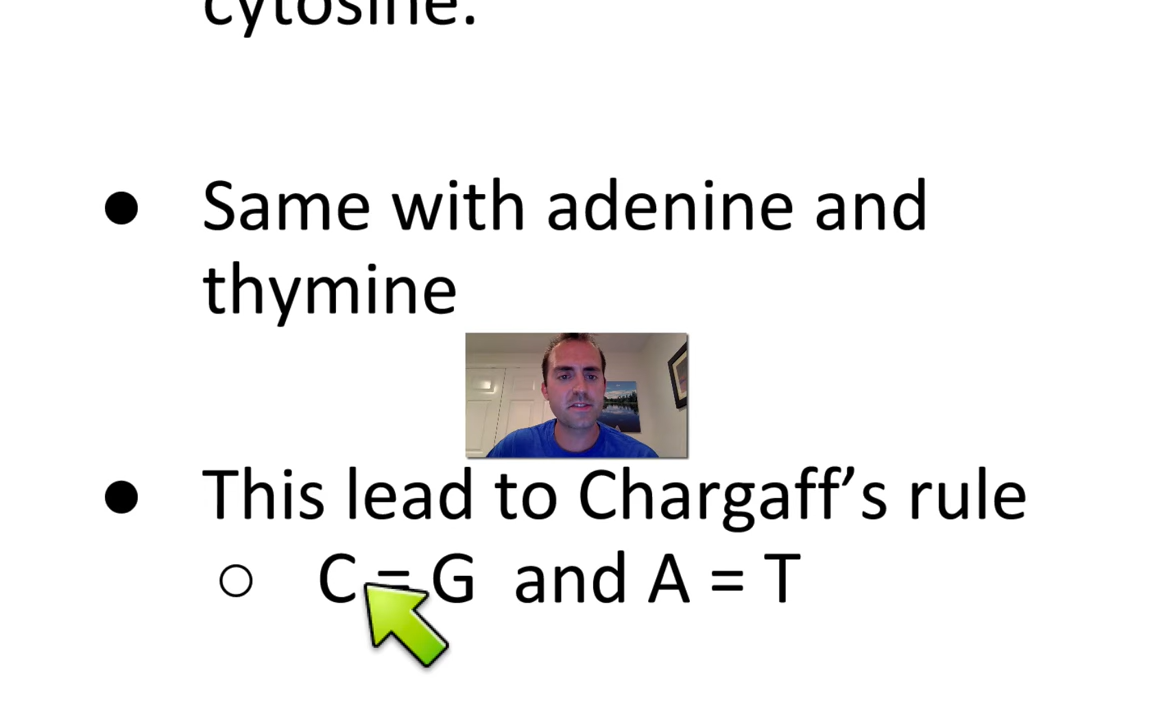 cytosine.
● Same with adenine and
thymine
● This lead to Chargaff’s rule
○ C = G and A = T